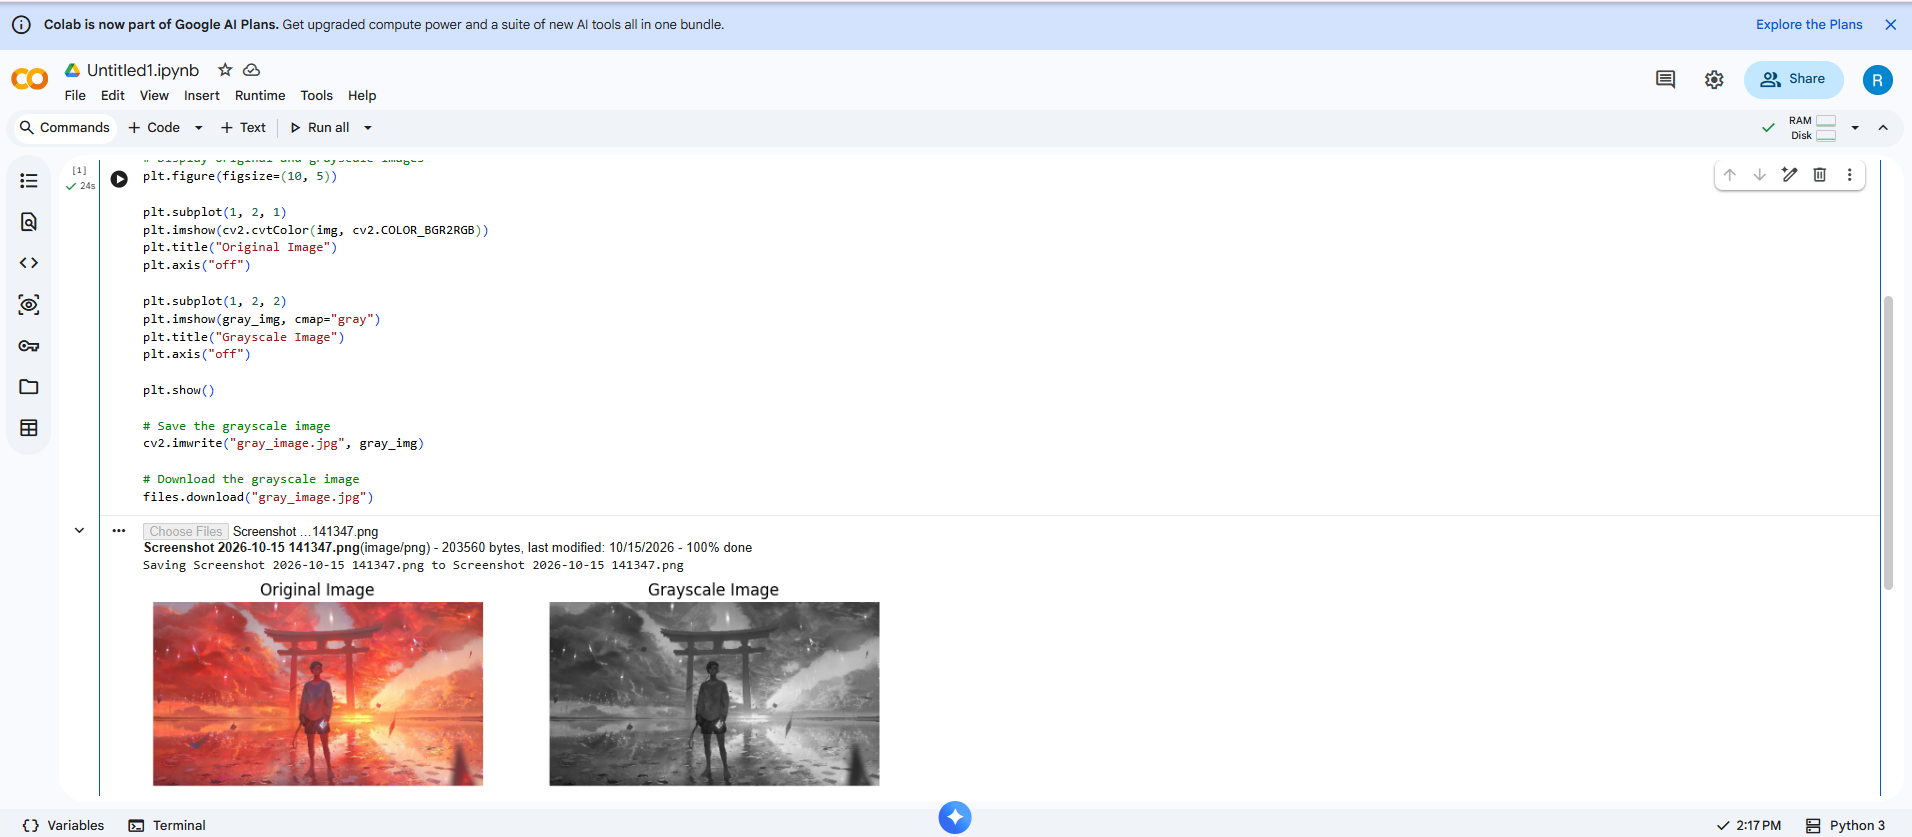 Colab is now part of Google AI Plans. Get upgraded compute power and a suite of new AI tools all in one bundle.
Explore the Plans
Untitled1.ipynb
File Edit View Insert Runtime Tools Help
Share
R
Commands + Code + Text Run all
RAM
Disk
# Display original and grayscale images
[1]
24s
plt.figure(figsize=(10, 5))
plt.subplot(1, 2, 1)
plt.imshow(cv2.cvtColor(img, cv2.COLOR_BGR2RGB))
plt.title("Original Image")
plt.axis("off")
plt.subplot(1, 2, 2)
plt.imshow(gray_img, cmap="gray")
plt.title("Grayscale Image")
plt.axis("off")
plt.show()
# Save the grayscale image
cv2.imwrite("gray_image.jpg", gray_img)
# Download the grayscale image
files.download("gray_image.jpg")
Choose Files Screenshot ...141347.png
Screenshot 2026-10-15 141347.png(image/png) - 203560 bytes, last modified: 10/15/2026 - 100% done
Saving Screenshot 2026-10-15 141347.png to Screenshot 2026-10-15 141347.png
Original Image
Grayscale Image
Variables
Terminal
2:17 PM
Python 3